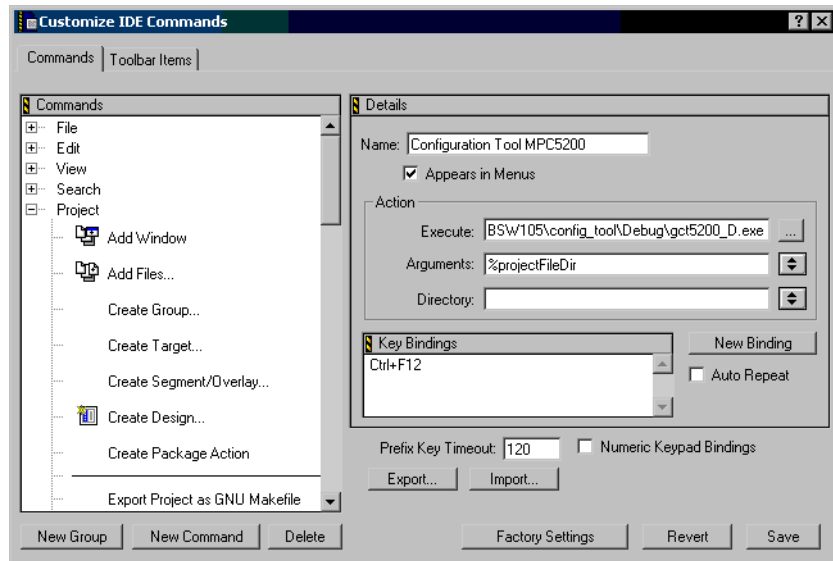 Customize IDE Commands
Commands
Toolbar Items
Commands
File
Edit
View
Search
Project
Add Window
Add Files...
Create Group...
Create Target...
Create Segment/Overlay...
Create Design...
Create Package Action
Export Project as GNU Makefile
New Group
New Command
Delete
Details
Name: Configuration Tool MPC5200
Appears in Menus
Action
Execute: BSW105\config_tool\Debug\gct5200_D.exe ...
Arguments: %projectFileDir
Directory:
Key Bindings
Ctrl+F12
New Binding
Auto Repeat
Prefix Key Timeout: 120
Numeric Keypad Bindings
Export...
Import...
Factory Settings
Revert
Save